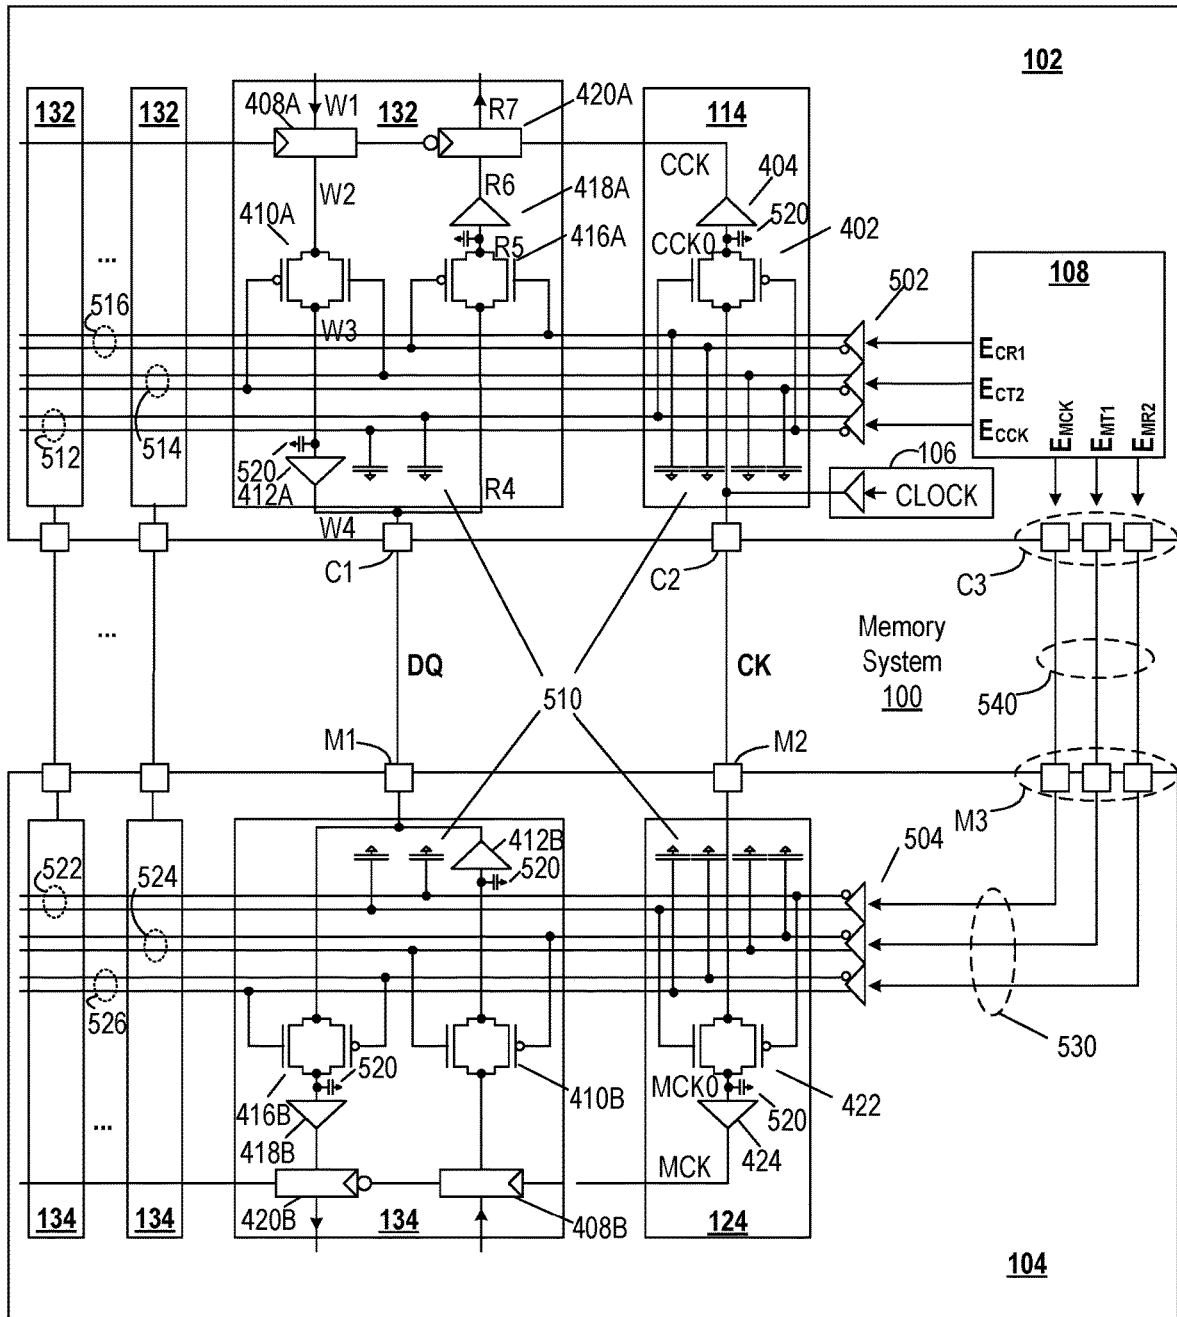 102
132
132
408A
W1
132
R7
420A
114
CCK
404
W2
R6
418A
520
410A
R5
416A
CCK0
402
108
...
516
W3
502
ECR1
ECT2
ECCK
EMCK
EMT1
EMR2
512
514
520
412A
R4
106
CLOCK
W4
C1
C2
C3
...
DQ
CK
Memory
System
100
510
540
M1
M2
M3
412B
520
504
522
524
526
530
520
416B
410B
MCK0
520
422
...
418B
424
MCK
134
134
420B
134
408B
124
104